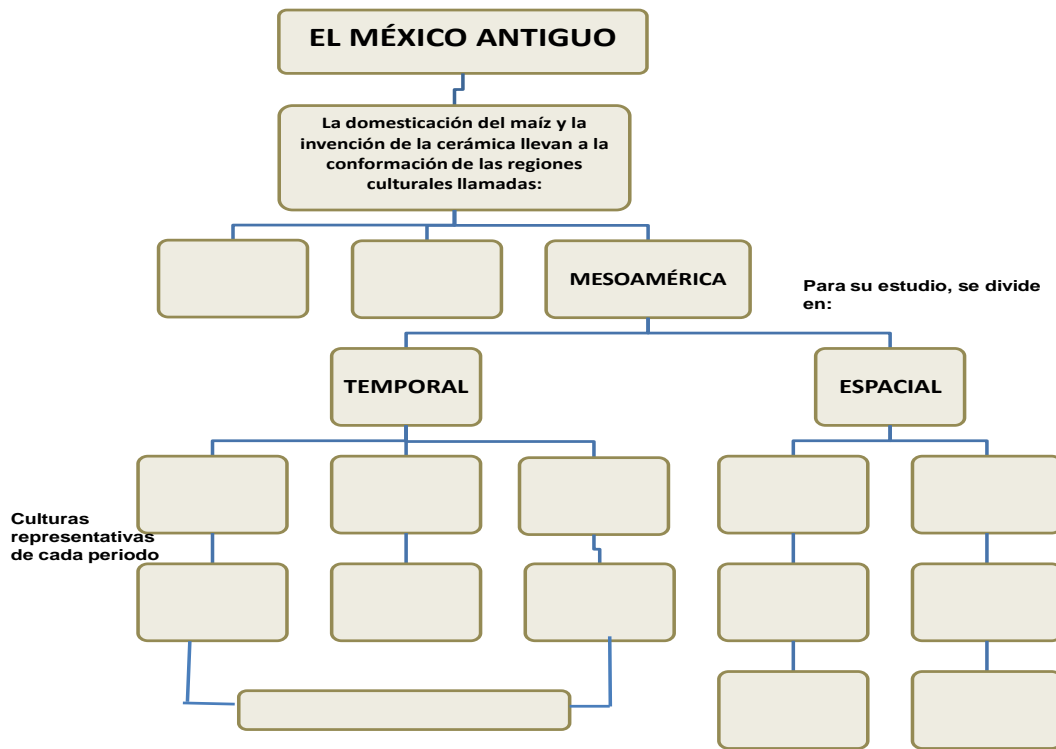 EL MÉXICO ANTIGUO
La domesticación del maíz y la
invención de la cerámica llevan a la
conformación de las regiones
culturales llamadas:
MESOAMÉRICA
Para su estudio, se divide
en:
TEMPORAL
ESPACIAL
Culturas
representativas
de cada periodo